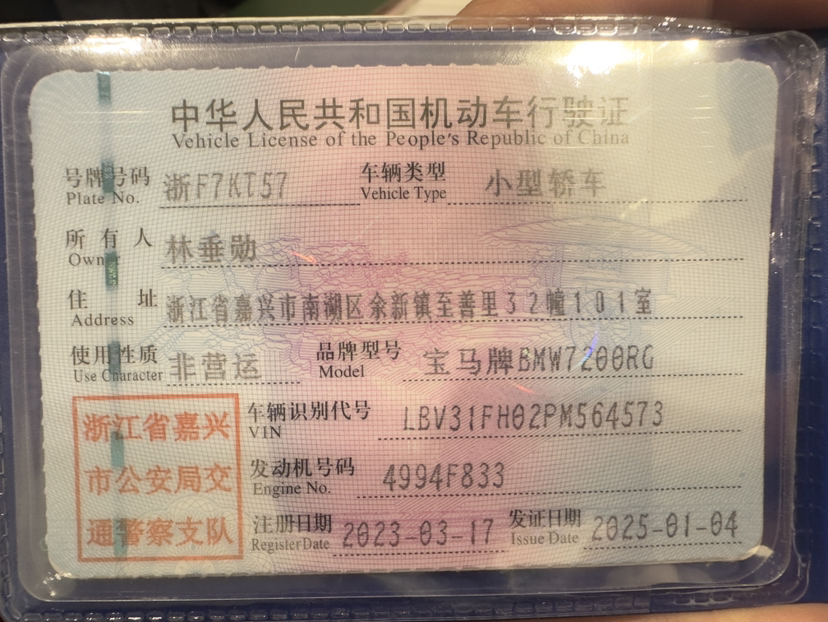 中华人民共和国机动车行驶证
Vehicle License of the People's Republic of China
号牌号码 Plate No. 浙F7KT57 车辆类型 Vehicle Type 小型轿车
所有人 Owner 林垂勋
住址 Address 浙江省嘉兴市南湖区余新镇至善里32幢101室
使用性质 Use Character 非营运 品牌型号 Model 宝马牌BMW7200RG
浙江省嘉兴
市公安局交
通警察支队
车辆识别代号 VIN LBV31FH02PM564573
发动机号码 Engine No. 4994F833
注册日期 Register Date 2023-03-17 发证日期 Issue Date 2025-01-04